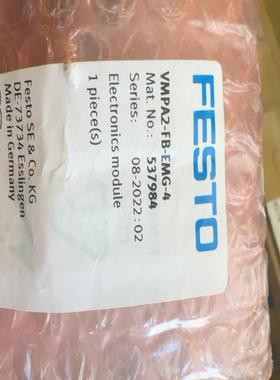 FESTO
VMPA2-FB-EMG-4
Mat. No.: 537984
Series: 08-2022 : 02
Electronics module
1 piece(s)
Festo SE & Co. KG
DE-73734 Esslingen
Made in Germany